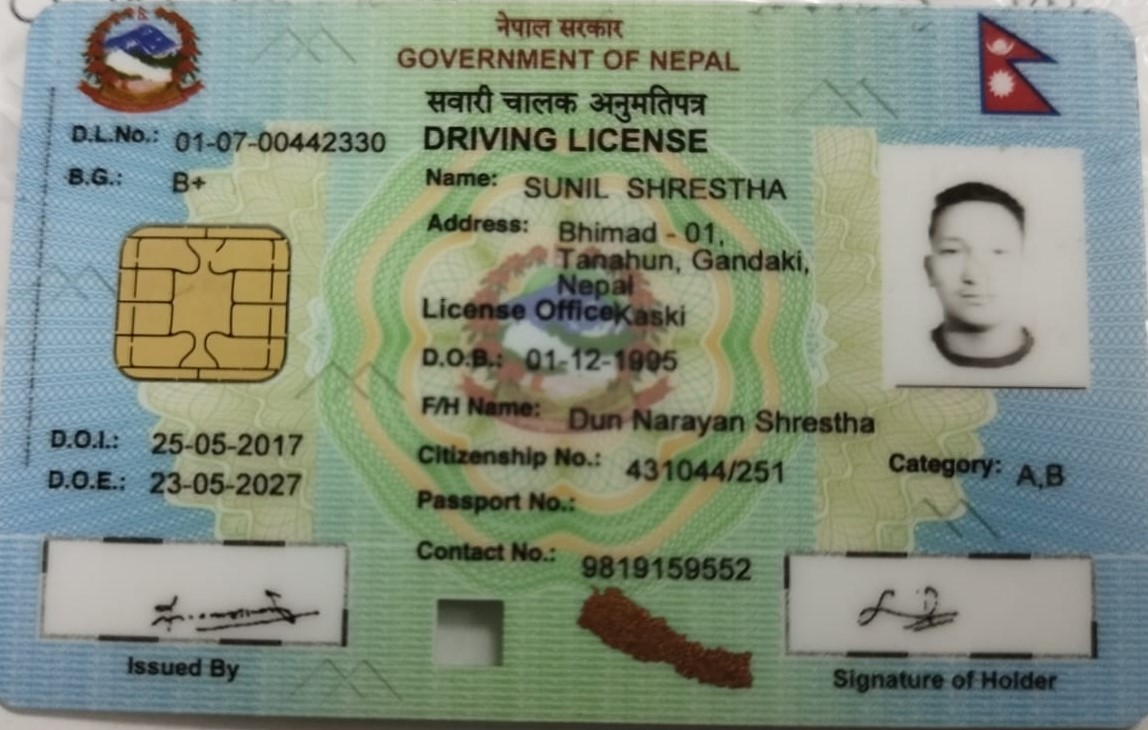 नेपाल सरकार
GOVERNMENT OF NEPAL
सवारी चालक अनुमतिपत्र
DRIVING LICENSE
D.L.No.: 01-07-00442330
B.G.: B+
Name: SUNIL SHRESTHA
Address: Bhimad - 01,
Tanahun, Gandaki,
Nepal
License Office Kaski
D.O.B.: 01-12-1995
F/H Name: Dun Narayan Shrestha
D.O.I.: 25-05-2017
Citizenship No.: 431044/251
Category: A,B
D.O.E.: 23-05-2027
Passport No.:
Contact No.: 9819159552
Issued By
Signature of Holder